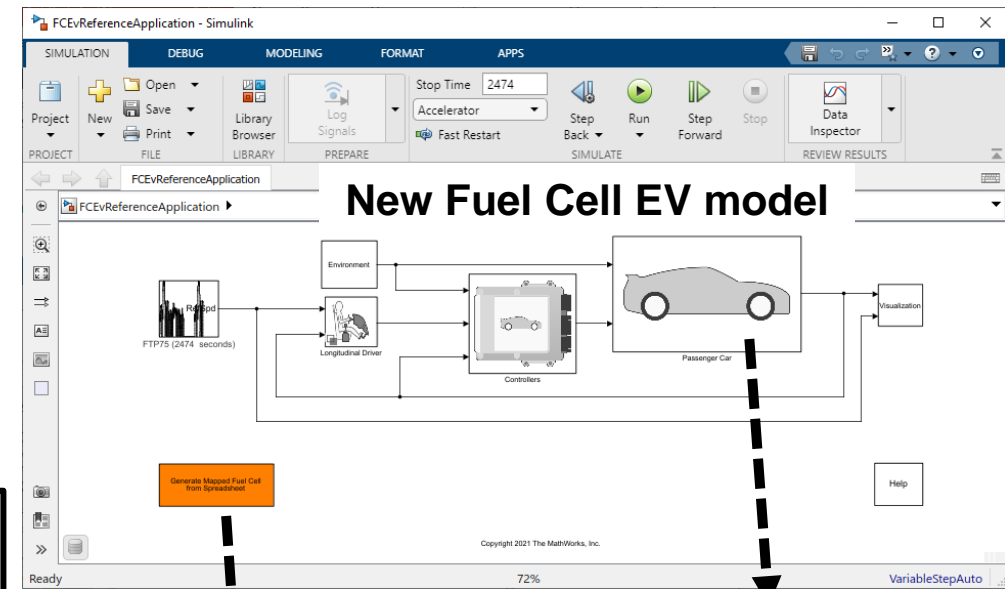 FCEvReferenceApplication - Simulink
SIMULATION DEBUG MODELING FORMAT APPS
Project New Open Save Print
Library Browser
Log Signals
Stop Time 2474
Accelerator
Fast Restart
Step Back Run Step Forward Stop
Data Inspector
PROJECT FILE LIBRARY PREPARE SIMULATE REVIEW RESULTS
FCEvReferenceApplication
FCEvReferenceApplication
New Fuel Cell EV model
Environment
RefSpd
FTP75 (2474 seconds)
Longitudinal Driver
Controllers
Passenger Car
Visualization
Generate Mapped Fuel Cell
from Spreadsheet
Help
Copyright 2021 The MathWorks, Inc.
Ready 72% VariableStepAuto